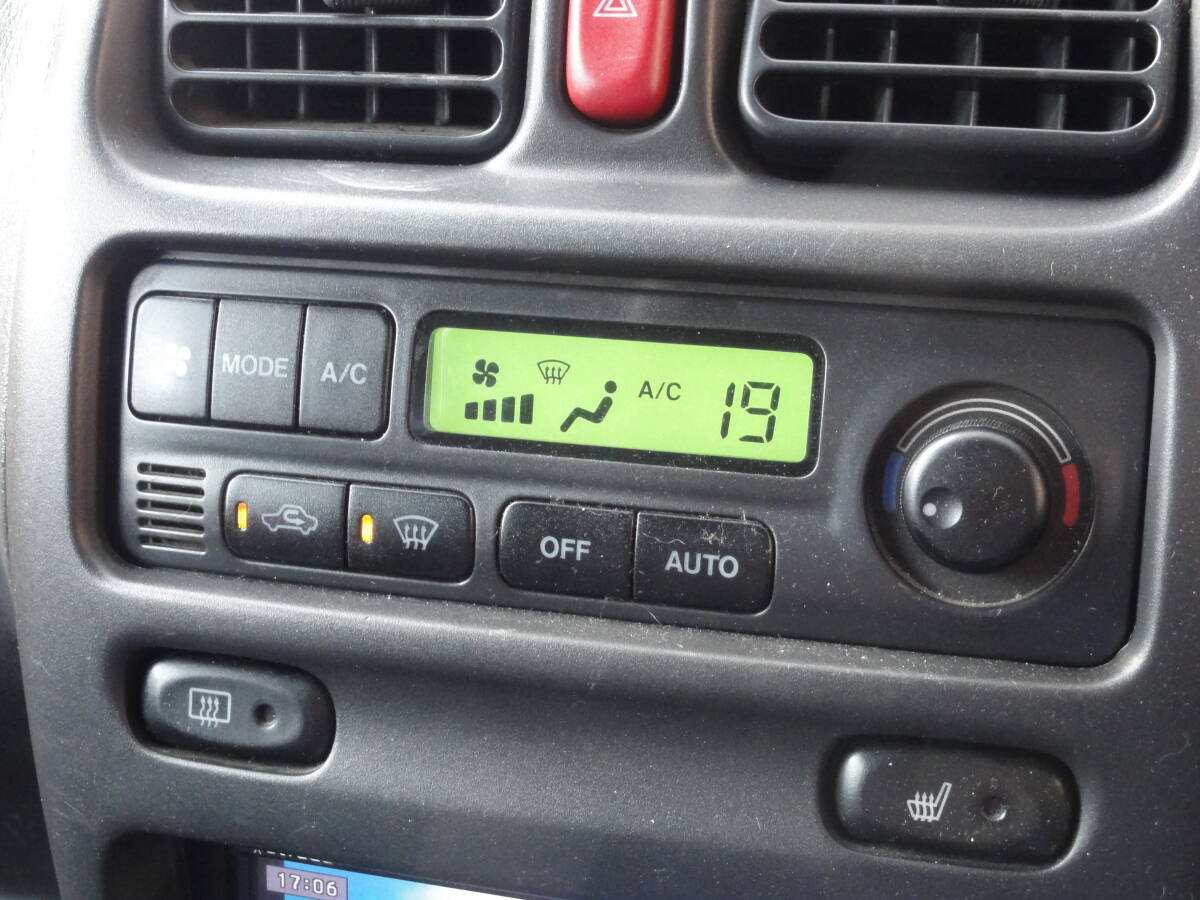 MODE A/C
A/C 19
OFF AUTO
17:06